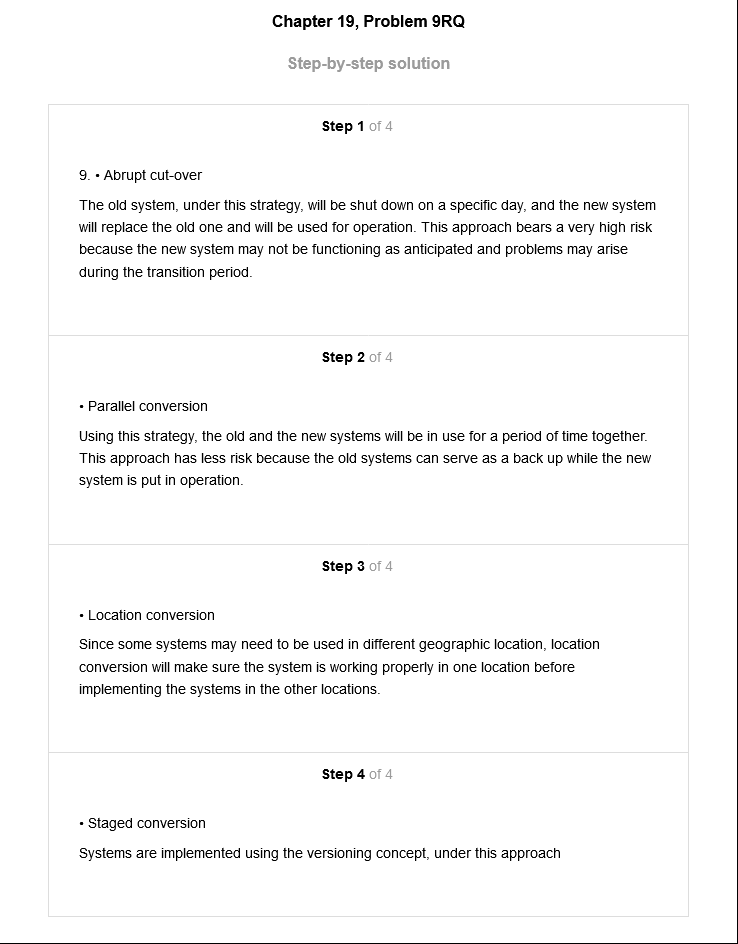 Chapter 19, Problem 9RQ
Step-by-step solution
Step 1 of 4
9. • Abrupt cut-over
The old system, under this strategy, will be shut down on a specific day, and the new system
will replace the old one and will be used for operation. This approach bears a very high risk
because the new system may not be functioning as anticipated and problems may arise
during the transition period.
Step 2 of 4
• Parallel conversion
Using this strategy, the old and the new systems will be in use for a period of time together.
This approach has less risk because the old systems can serve as a back up while the new
system is put in operation.
Step 3 of 4
• Location conversion
Since some systems may need to be used in different geographic location, location
conversion will make sure the system is working properly in one location before
implementing the systems in the other locations.
Step 4 of 4
• Staged conversion
Systems are implemented using the versioning concept, under this approach